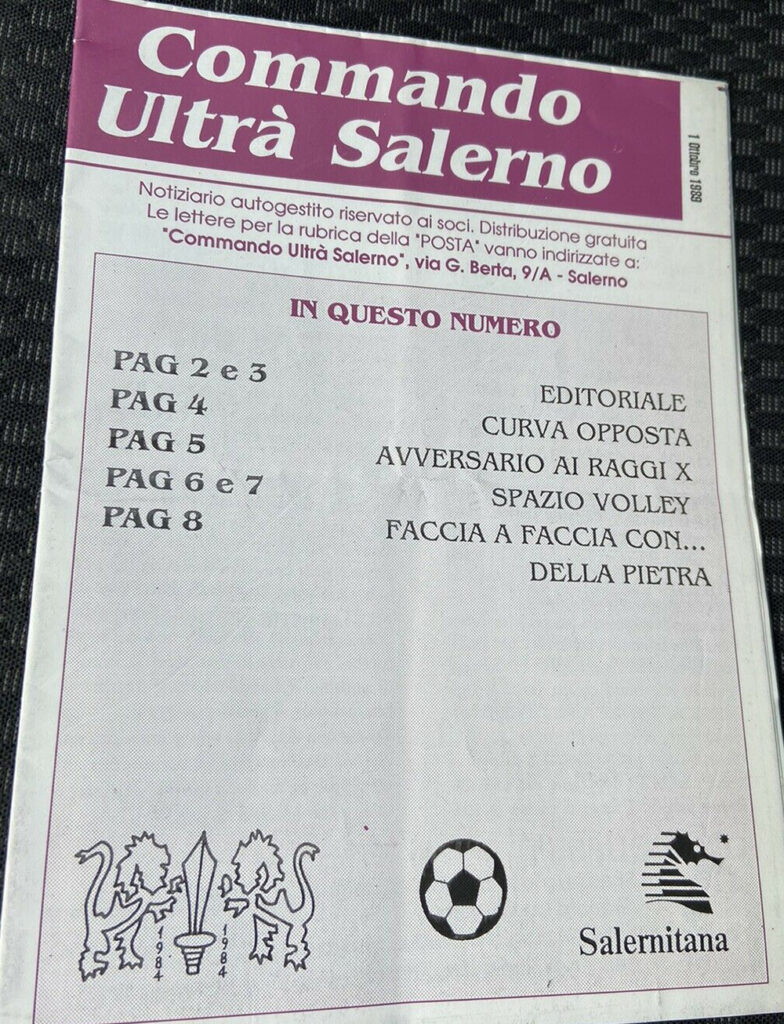 Commando
Ultrà Salerno
1 Ottobre 1989
Notiziario autogestito riservato ai soci. Distribuzione gratuita
Le lettere per la rubrica della "POSTA" vanno indirizzate a:
"Commando Ultrà Salerno", via G. Berta, 9/A - Salerno
IN QUESTO NUMERO
PAG 2 e 3
EDITORIALE
PAG 4
CURVA OPPOSTA
PAG 5
AVVERSARIO AI RAGGI X
PAG 6 e 7
SPAZIO VOLLEY
PAG 8
FACCIA A FACCIA CON...
DELLA PIETRA
1984
1984
Salernitana